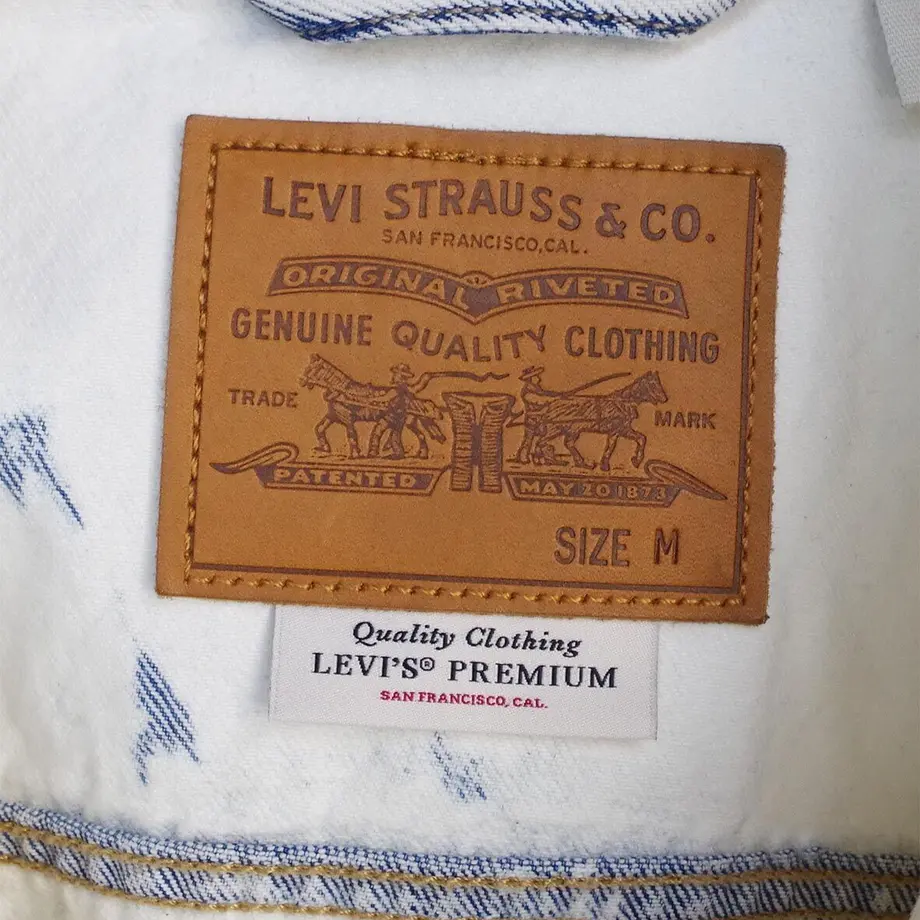 LEVI STRAUSS & CO.
SAN FRANCISCO, CAL.
ORIGINAL RIVETED
GENUINE QUALITY CLOTHING
TRADE MARK
PATENTED MAY 20 1873
SIZE M
Quality Clothing
LEVI'S® PREMIUM
SAN FRANCISCO, CAL.